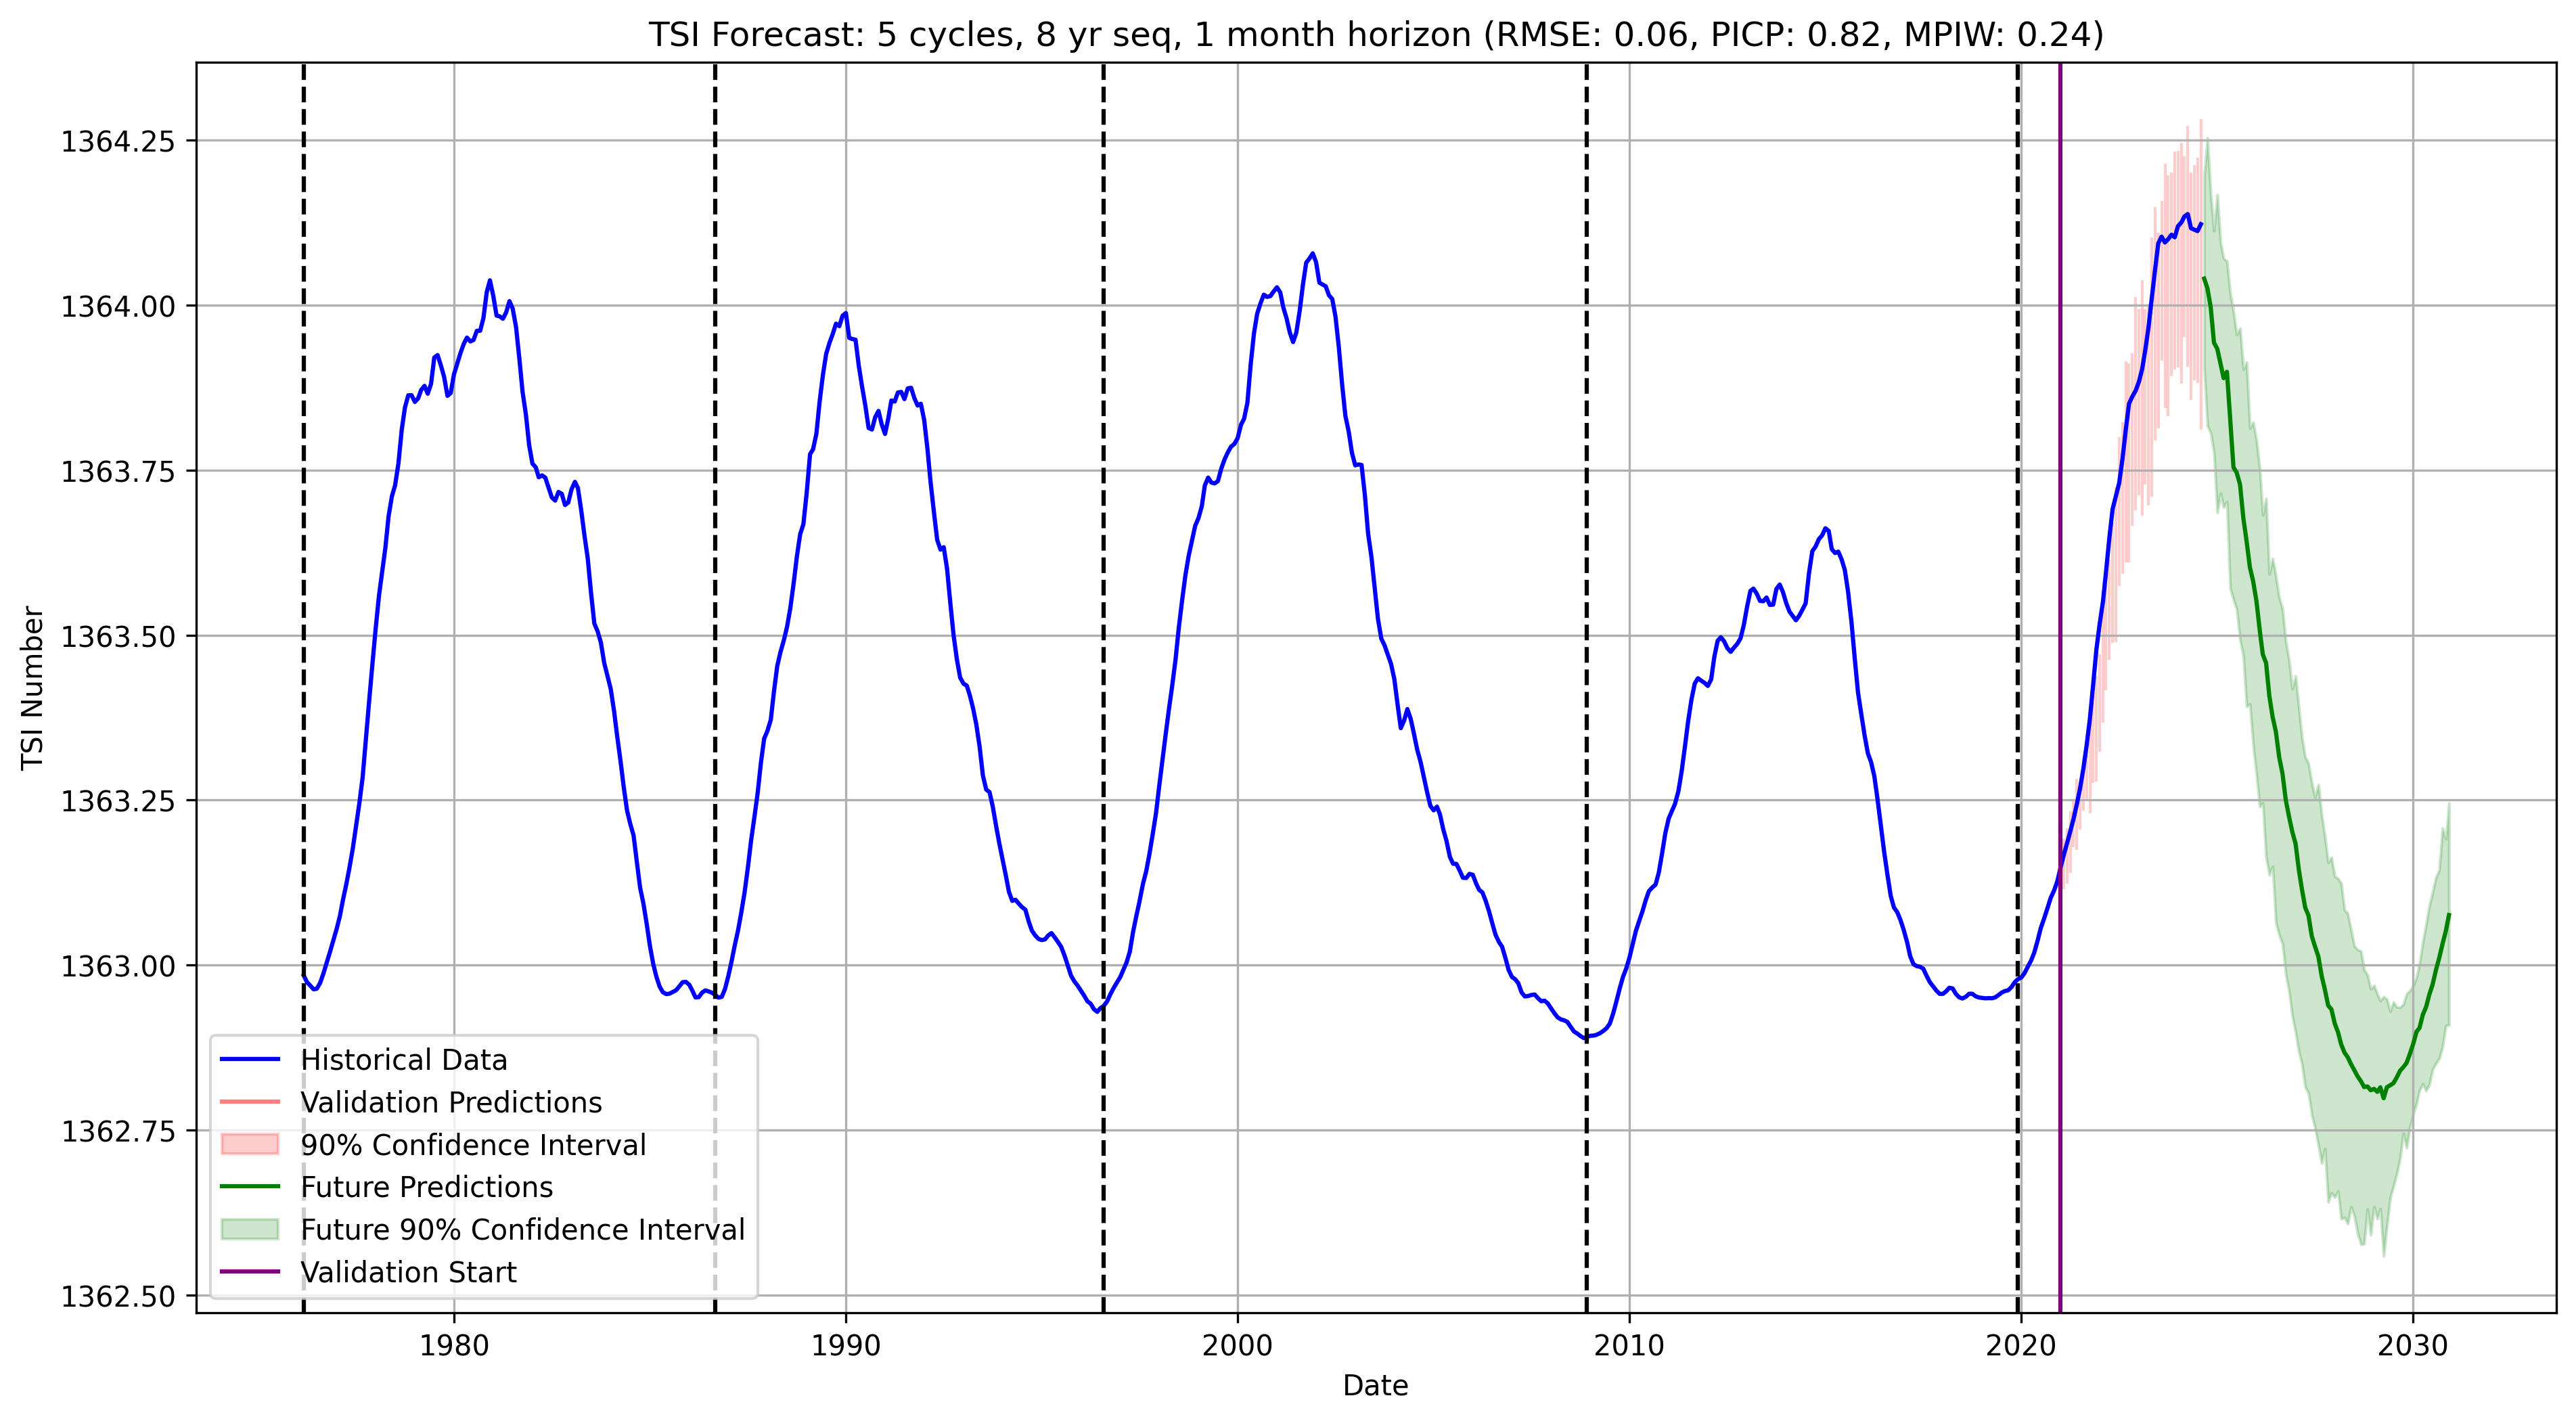 TSI Forecast: 5 cycles, 8 yr seq, 1 month horizon (RMSE: 0.06, PICP: 0.82, MPIW: 0.24)
TSI Number
1364.25
1364.00
1363.75
1363.50
1363.25
1363.00
1362.75
1362.50
Historical Data
Validation Predictions
90% Confidence Interval
Future Predictions
Future 90% Confidence Interval
Validation Start
1980 1990 2000 2010 2020 2030
Date